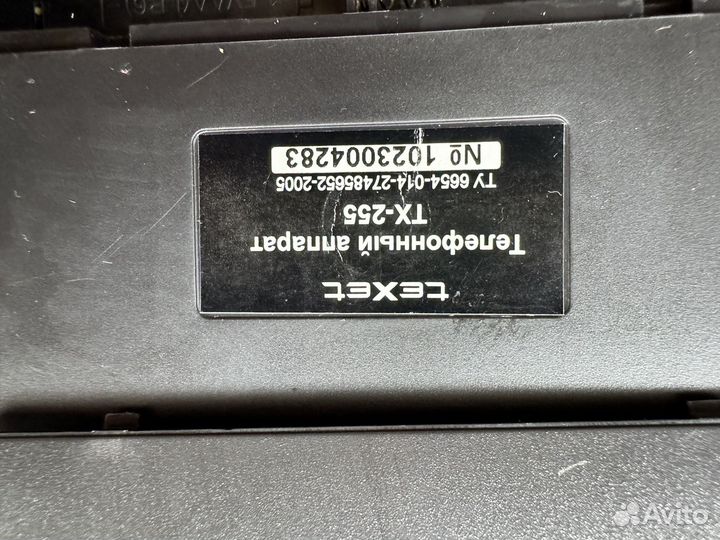 teXet
Телефонный аппарат
TX-255
ТУ 6654-014-27485652-2005
№ 1023004283
Avito